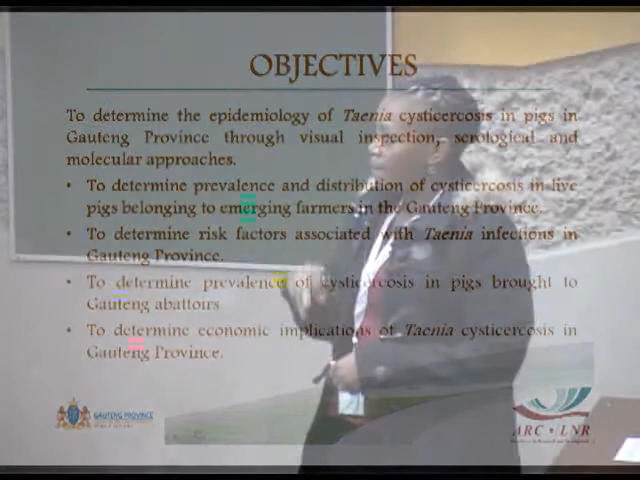 OBJECTIVES
To determine the epidemiology of Taenia cysticercosis in pigs in
Gauteng Province through visual inspection, serological and
molecular approaches.
• To determine prevalence and distribution of cysticercosis in live
pigs belonging to emerging farmers in the Gauteng Province.
• To determine risk factors associated with Taenia infections in
Gauteng Province.
• To determine prevalence of cysticercosis in pigs brought to
Gauteng abattoirs
• To determine economic implications of Taenia cysticercosis in
Gauteng Province.
GAUTENG PROVINCE
ARC • LNR